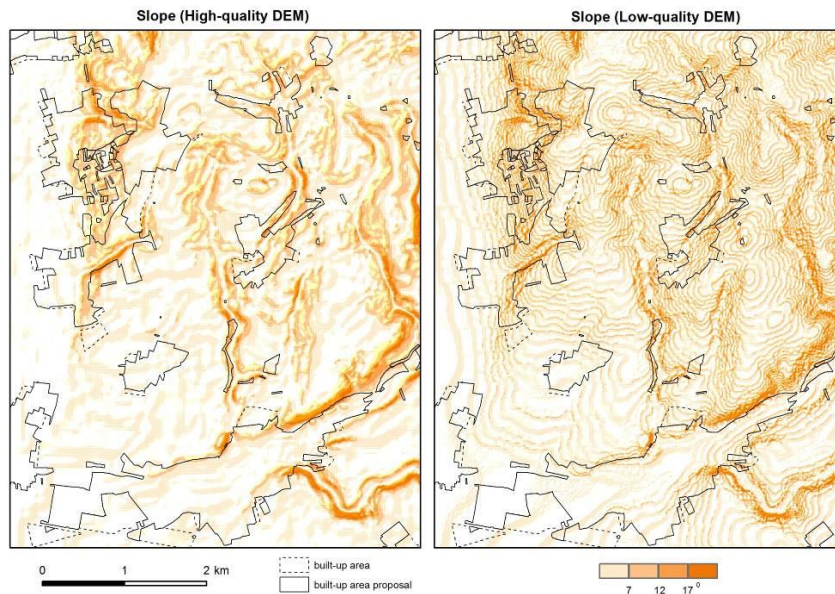 Slope (High-quality DEM)
Slope (Low-quality DEM)
0 1 2 km
built-up area
built-up area proposal
7 12 17 º